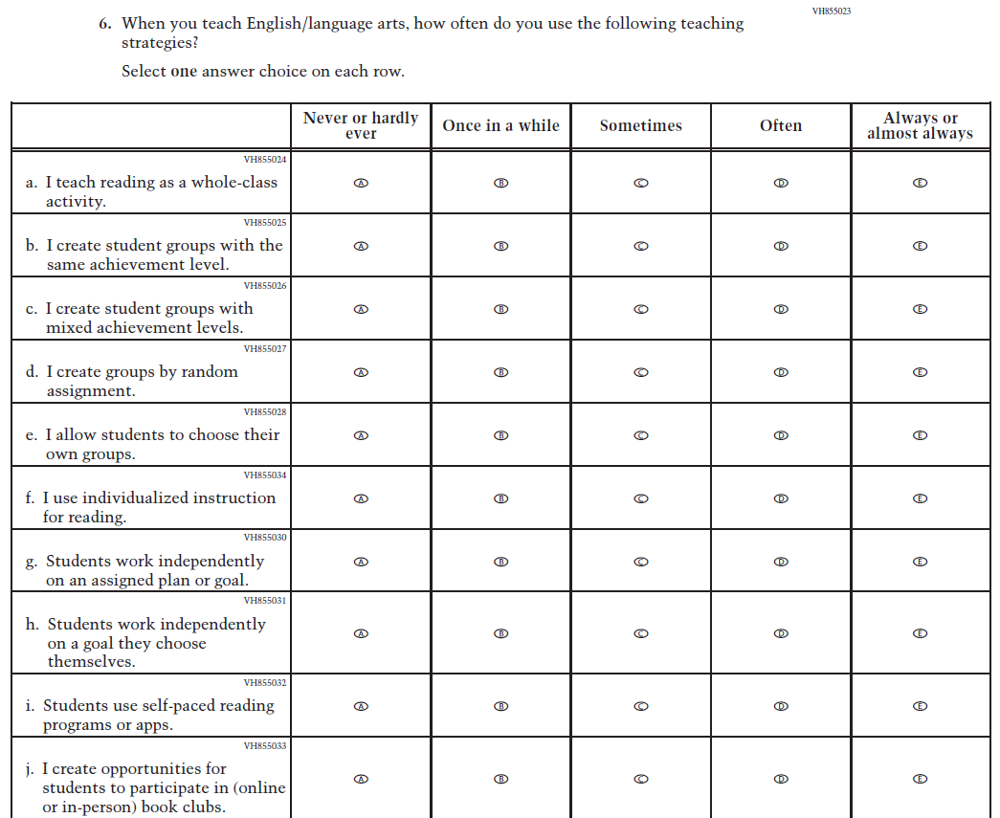 VH855023
6. When you teach English/language arts, how often do you use the following teaching
strategies?
Select one answer choice on each row.
Never or hardly
ever
Once in a while
Sometimes
Often
Always or
almost always
VH855024
a. I teach reading as a whole-class
activity.
A B C D E
VH855025
b. I create student groups with the
same achievement level.
A B C D E
VH855026
c. I create student groups with
mixed achievement levels.
A B C D E
VH855027
d. I create groups by random
assignment.
A B C D E
VH855028
e. I allow students to choose their
own groups.
A B C D E
VH855034
f. I use individualized instruction
for reading.
A B C D E
VH855030
g. Students work independently
on an assigned plan or goal.
A B C D E
VH855031
h. Students work independently
on a goal they choose
themselves.
A B C D E
VH855032
i. Students use self-paced reading
programs or apps.
A B C D E
VH855033
j. I create opportunities for
students to participate in (online
or in-person) book clubs.
A B C D E